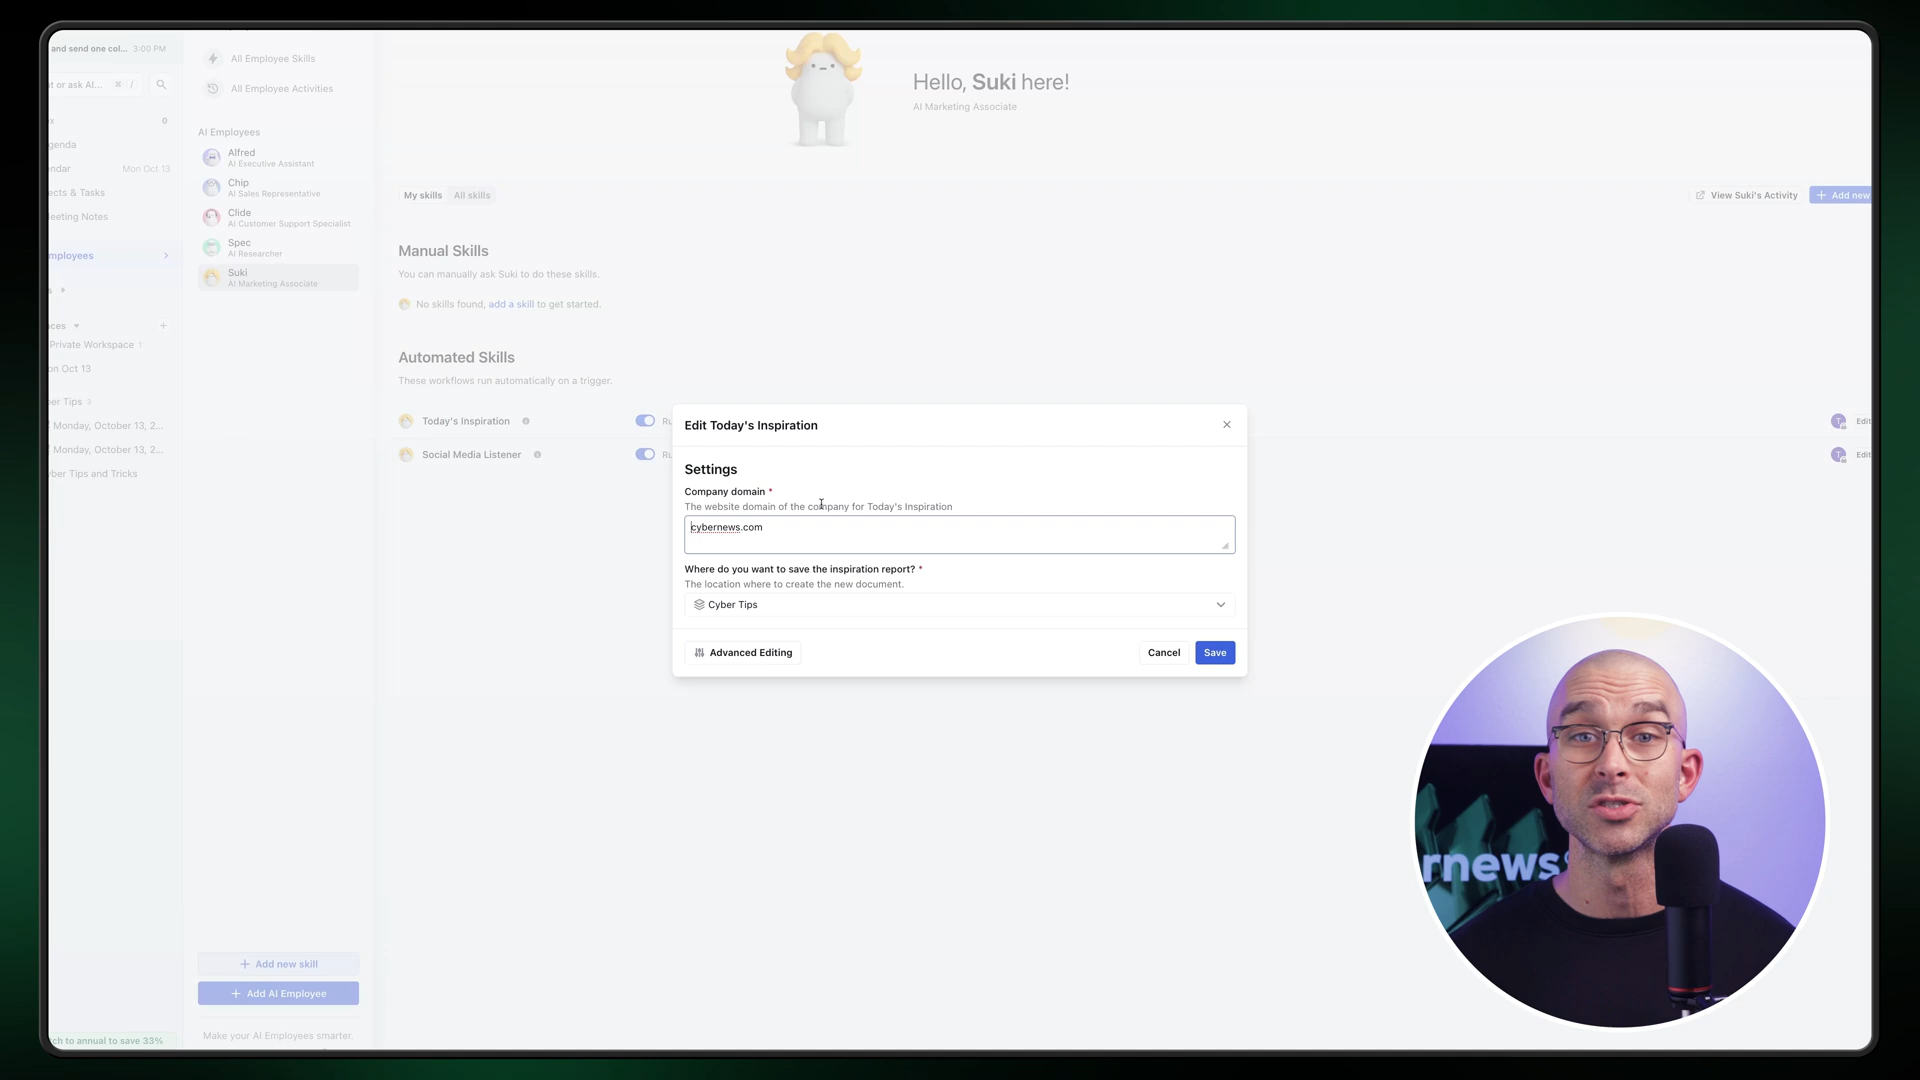 and send one col... 3:00 PM
or ask AI... ⌘ /
0
genda
ndar Mon Oct 13
ects & Tasks
eeting Notes
mployees
s
ces
Private Workspace 1
on Oct 13
er Tips 3
Monday, October 13, 2...
Monday, October 13, 2...
ber Tips and Tricks
ch to annual to save 33%
All Employee Skills
All Employee Activities
AI Employees
Alfred
AI Executive Assistant
Chip
AI Sales Representative
Clide
AI Customer Support Specialist
Spec
AI Researcher
Suki
AI Marketing Associate
+ Add new skill
+ Add AI Employee
Make your AI Employees smarter.
Hello, Suki here!
AI Marketing Associate
My skills All skills
View Suki's Activity
+ Add new
Manual Skills
You can manually ask Suki to do these skills.
No skills found, add a skill to get started.
Automated Skills
These workflows run automatically on a trigger.
Today's Inspiration Ru Edit
Social Media Listener Ru Edit
Edit Today's Inspiration
Settings
Company domain *
The website domain of the company for Today's Inspiration
cybernews.com
Where do you want to save the inspiration report? *
The location where to create the new document.
Cyber Tips
Advanced Editing
Cancel
Save
rnews